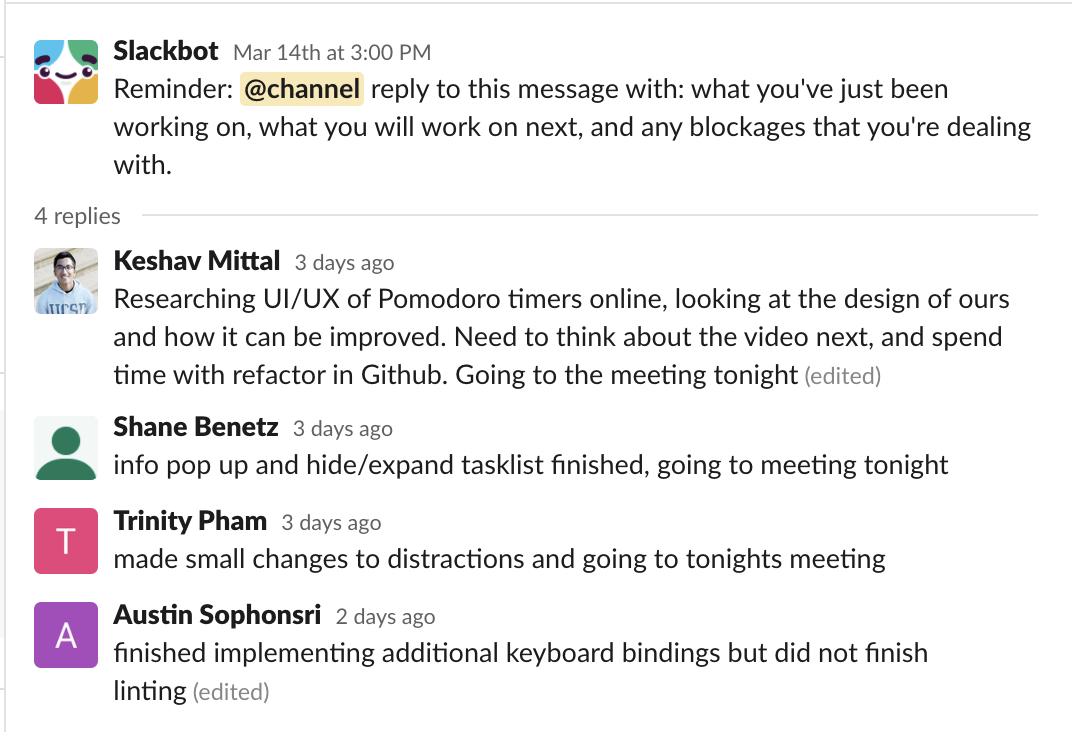 Slackbot Mar 14th at 3:00 PM
Reminder: @channel reply to this message with: what you've just been
working on, what you will work on next, and any blockages that you're dealing
with.
4 replies
Keshav Mittal 3 days ago
Researching UI/UX of Pomodoro timers online, looking at the design of ours
and how it can be improved. Need to think about the video next, and spend
time with refactor in Github. Going to the meeting tonight (edited)
Shane Benetz 3 days ago
info pop up and hide/expand tasklist finished, going to meeting tonight
T
Trinity Pham 3 days ago
made small changes to distractions and going to tonights meeting
A
Austin Sophonsri 2 days ago
finished implementing additional keyboard bindings but did not finish
linting (edited)